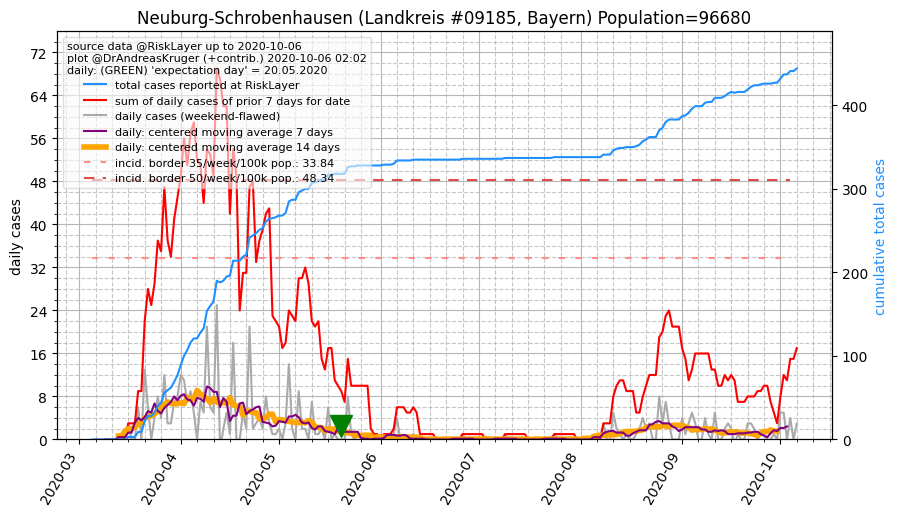 Neuburg-Schrobenhausen (Landkreis #09185, Bayern) Population=96680
source data @RiskLayer up to 2020-10-06
plot @DrAndreasKruger (+contrib.) 2020-10-06 02:02
daily: (GREEN) 'expectation day' = 20.05.2020
total cases reported at RiskLayer
sum of daily cases of prior 7 days for date
daily cases (weekend-flawed)
daily: centered moving average 7 days
daily: centered moving average 14 days
incid. border 35/week/100k pop.: 33.84
incid. border 50/week/100k pop.: 48.34
daily cases
72
64
56
48
40
32
24
16
8
0
cumulative total cases
400
300
200
100
0
2020-03
2020-04
2020-05
2020-06
2020-07
2020-08
2020-09
2020-10